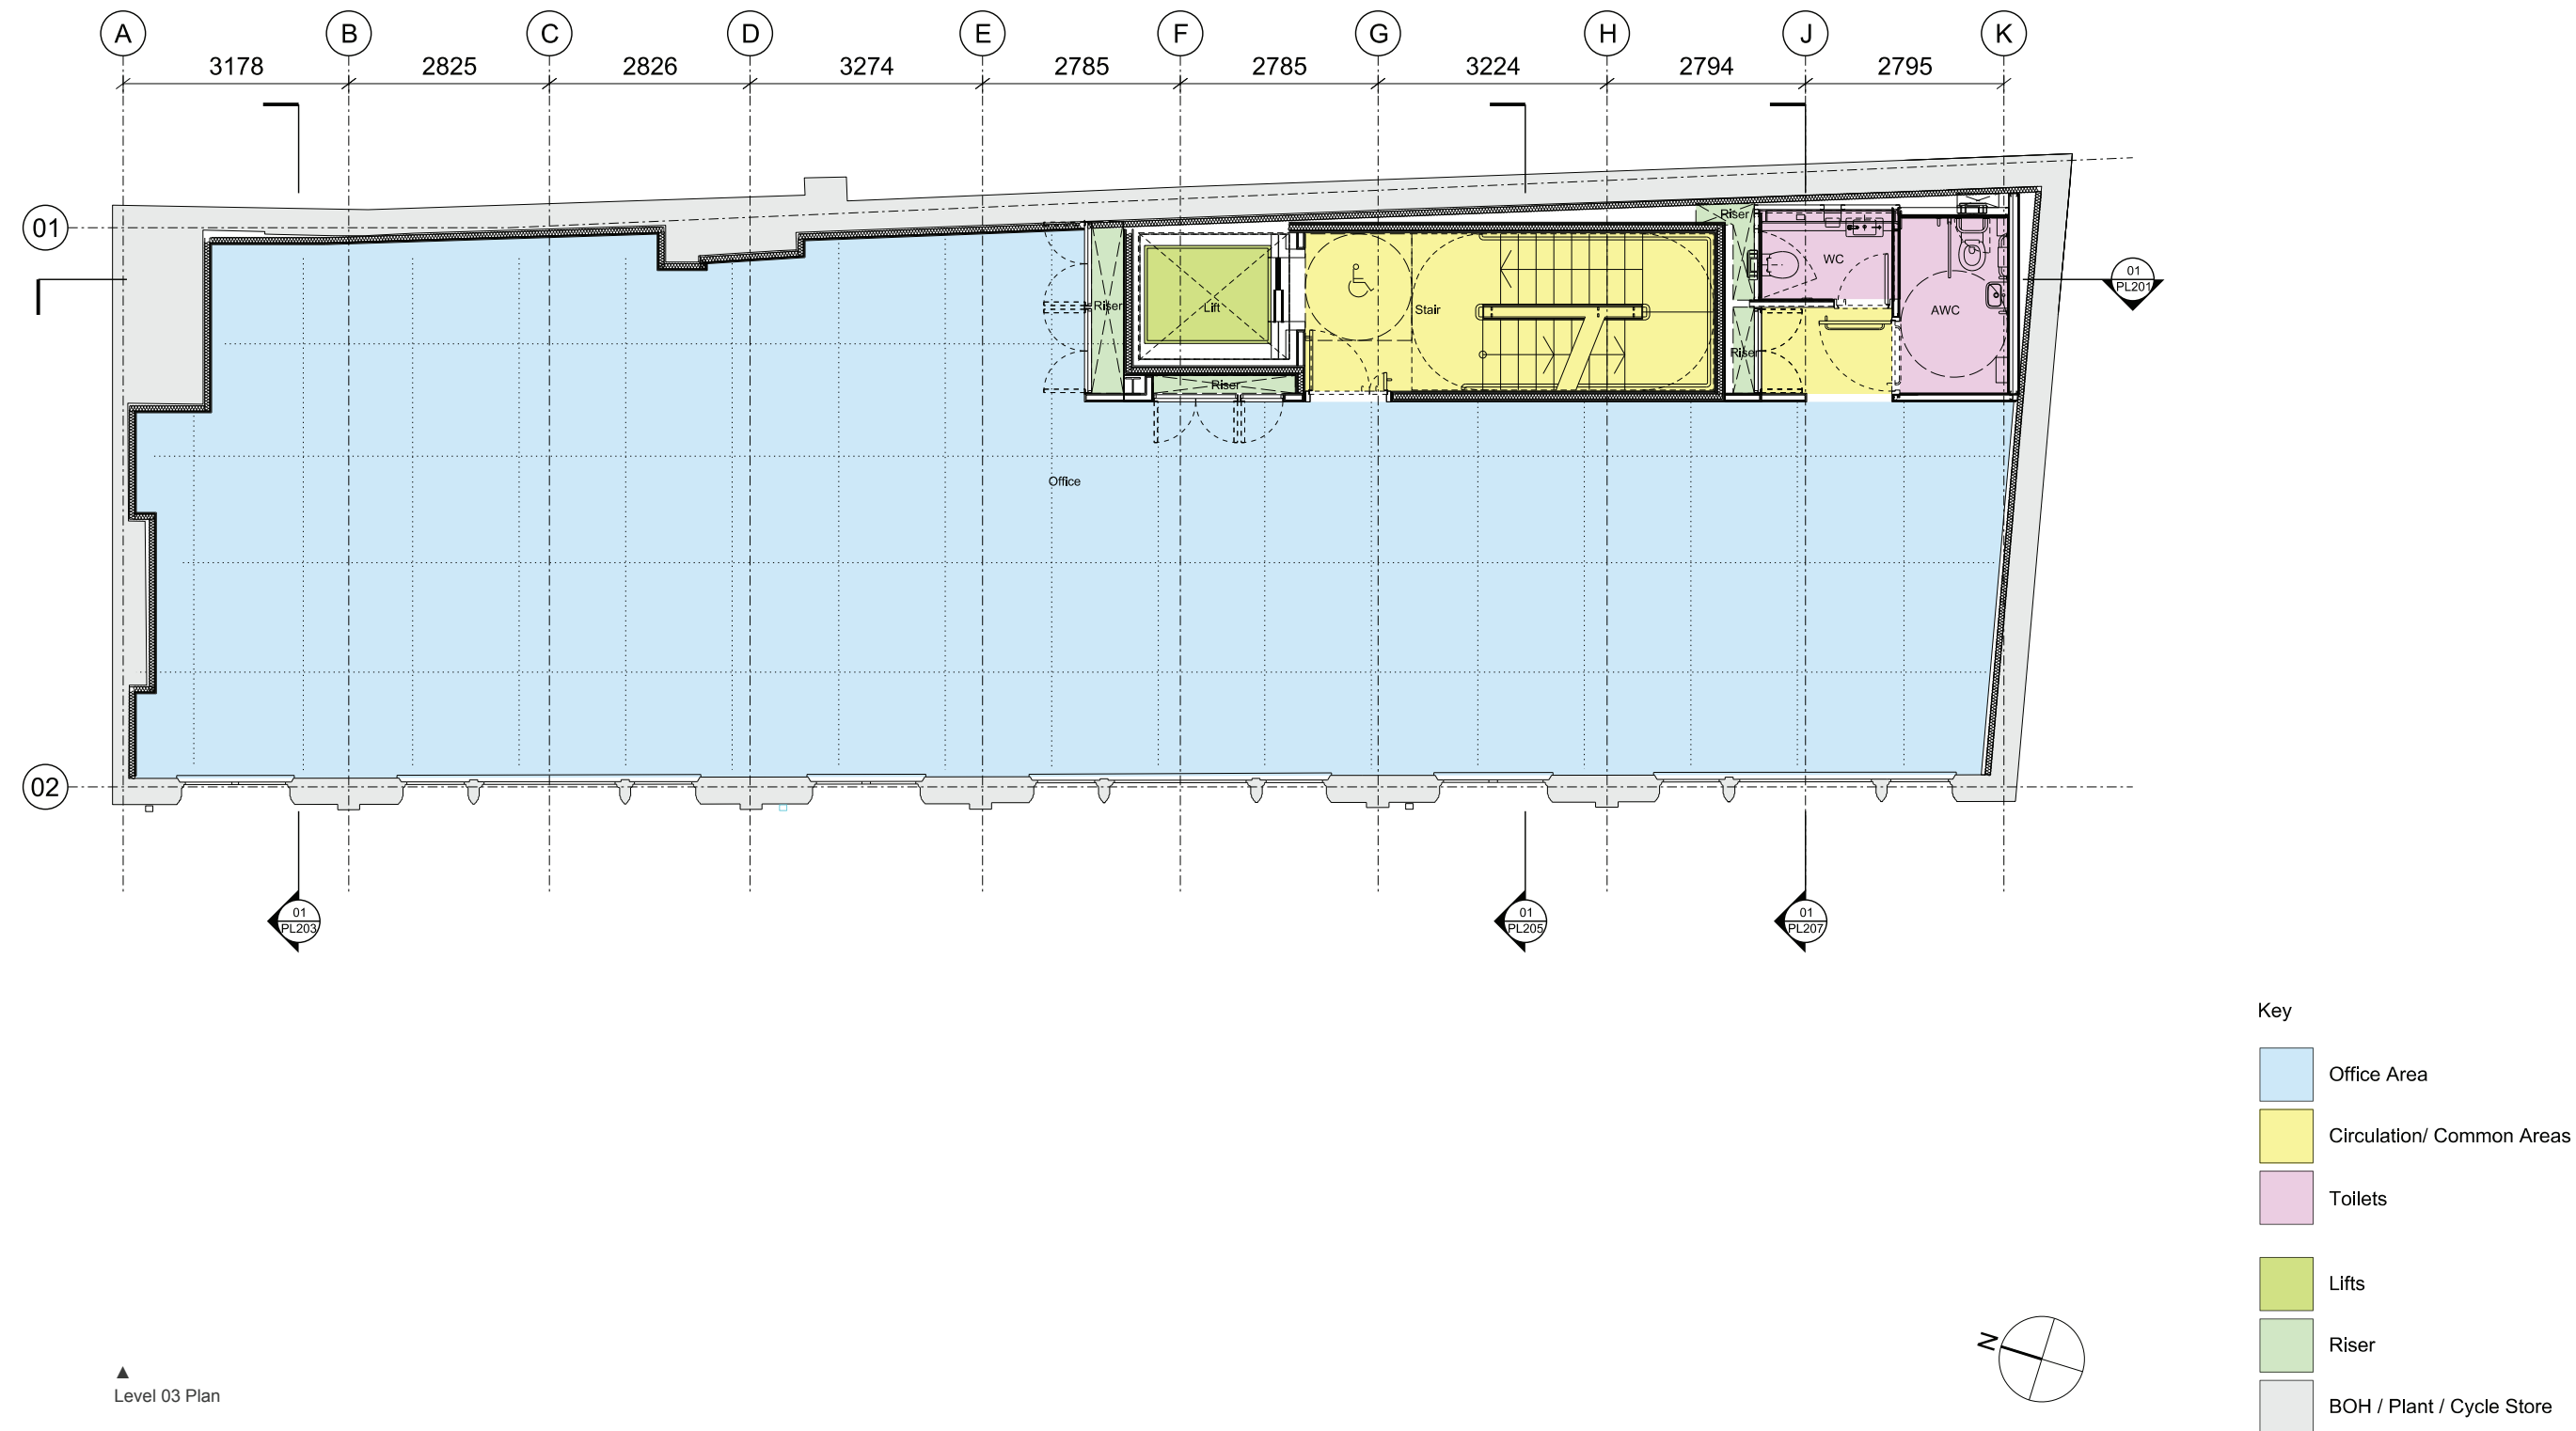 A B C D E F G H J K
3178 2825 2826 3274 2785 2785 3224 2794 2795
01
Riser
WC
01
PL201
Riser
Lift
Stair
AWC
Riser
Riser
Office
02
01
PL203
01
PL205
01
PL207
Key
Office Area
Circulation/ Common Areas
Toilets
Lifts
Riser
BOH / Plant / Cycle Store
N
Level 03 Plan